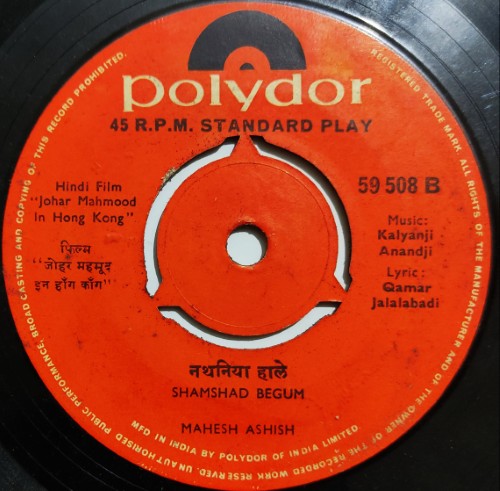 polydor
45 R.P.M. STANDARD PLAY
Hindi Film
"Johar Mahmood
in Hong Kong"
फ़िल्म
"जोहर महमूद
इन हाँग काँग"
59 508 B
Music:
Kalyanji
Anandji
Lyric:
Qamar
Jalalabadi
नथनिया हाले
SHAMSHAD BEGUM
MAHESH ASHISH
MFD IN INDIA BY POLYDOR OF INDIA LIMITED.
REGISTERED TRADE MARK. ALL RIGHTS OF THE MANUFACTURER AND OF THE OWNER OF THE RECORDED WORK RESERVED. UNAUTHORISED PUBLIC PERFORMANCE, BROAD CASTING AND COPYING OF THIS RECORD PROHIBITED.